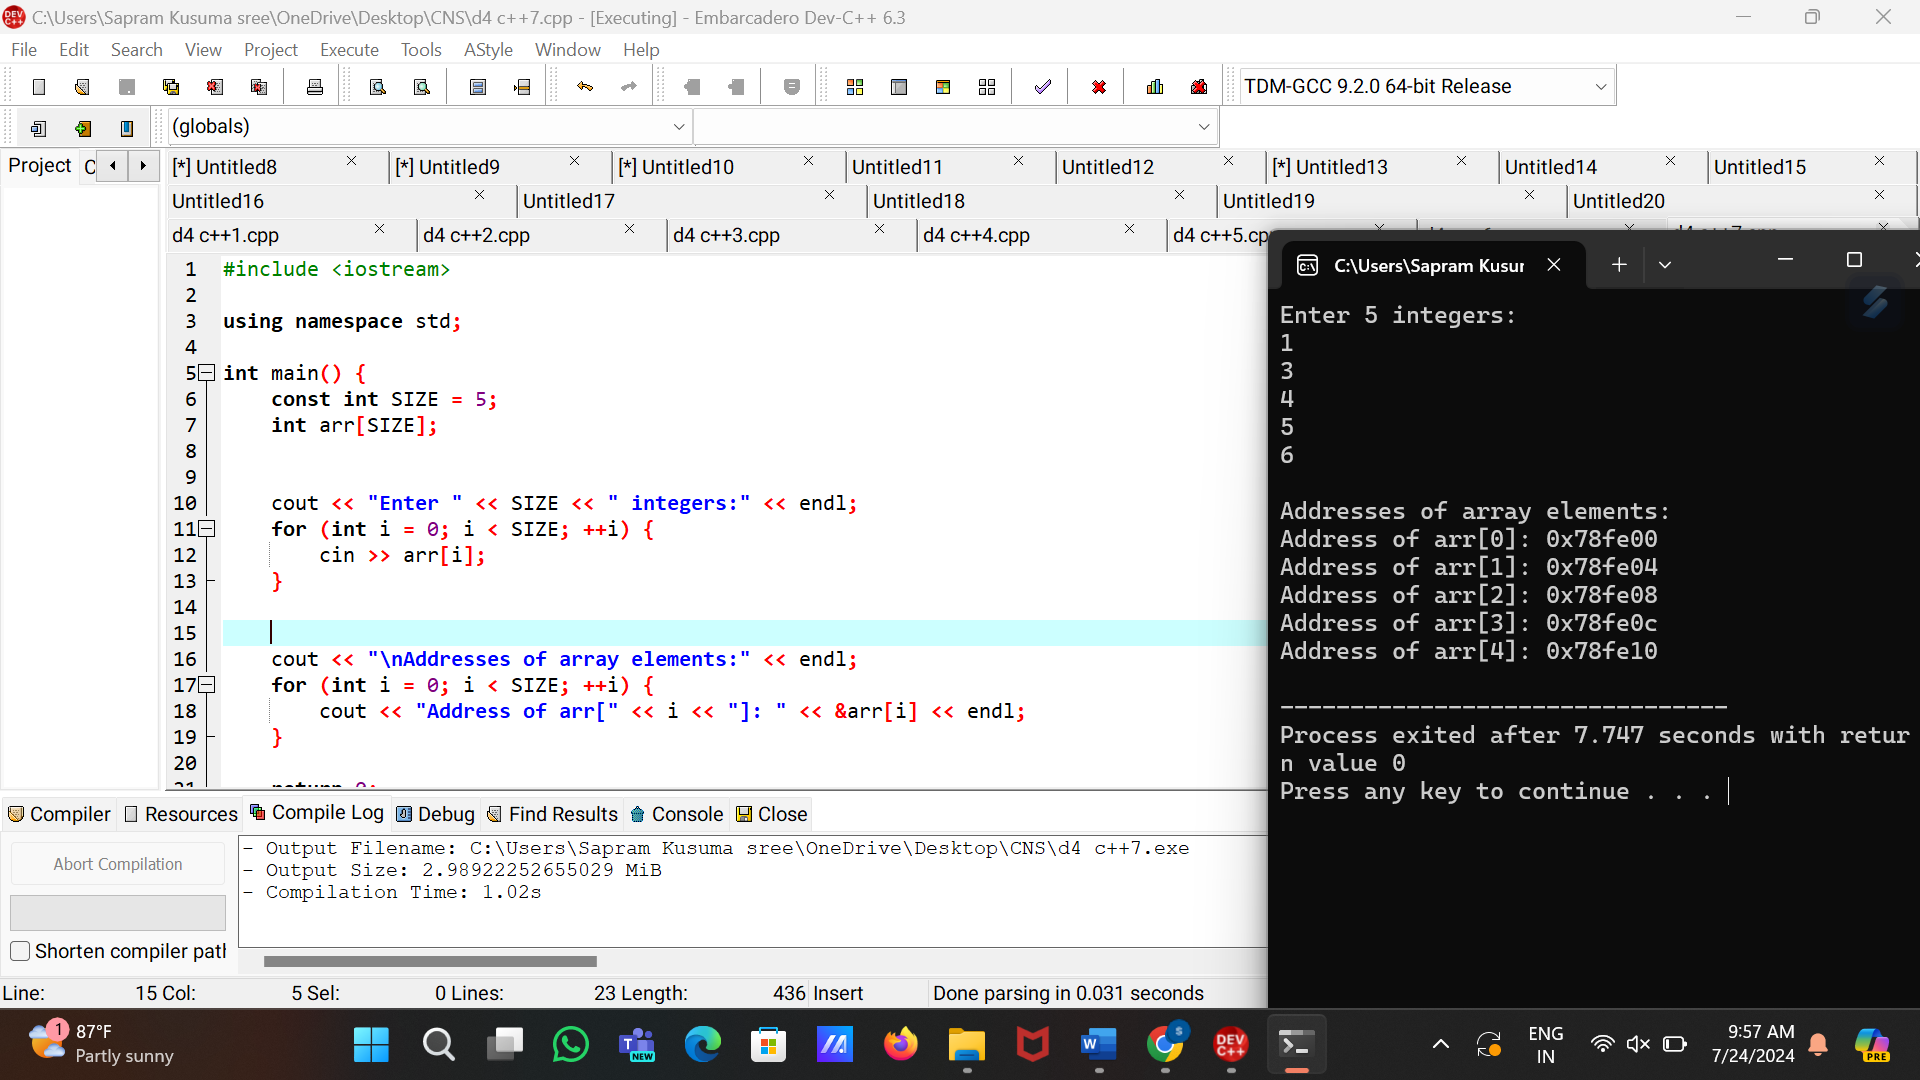 C:\Users\Sapram Kusuma sree\OneDrive\Desktop\CNS\d4 c++7.cpp - [Executing] - Embarcadero Dev-C++ 6.3
File Edit Search View Project Execute Tools AStyle Window Help
TDM-GCC 9.2.0 64-bit Release
(globals)
Project
[*] Untitled8 [*] Untitled9 [*] Untitled10 Untitled11 Untitled12 [*] Untitled13 Untitled14 Untitled15
Untitled16 Untitled17 Untitled18 Untitled19 Untitled20
d4 c++1.cpp d4 c++2.cpp d4 c++3.cpp d4 c++4.cpp d4 c++5.cp
1 #include <iostream>
2
3 using namespace std;
4
5 int main() {
6 const int SIZE = 5;
7 int arr[SIZE];
8
9
10 cout << "Enter " << SIZE << " integers:" << endl;
11 for (int i = 0; i < SIZE; ++i) {
12 cin >> arr[i];
13 }
14
15
16 cout << "\nAddresses of array elements:" << endl;
17 for (int i = 0; i < SIZE; ++i) {
18 cout << "Address of arr[" << i << "]: " << &arr[i] << endl;
19 }
20
C:\Users\Sapram Kusur
Enter 5 integers:
1
3
4
5
6
Addresses of array elements:
Address of arr[0]: 0x78fe00
Address of arr[1]: 0x78fe04
Address of arr[2]: 0x78fe08
Address of arr[3]: 0x78fe0c
Address of arr[4]: 0x78fe10
--------------------------------
Process exited after 7.747 seconds with retur
n value 0
Press any key to continue . . .
Compiler Resources Compile Log Debug Find Results Console Close
Abort Compilation
Shorten compiler path
- Output Filename: C:\Users\Sapram Kusuma sree\OneDrive\Desktop\CNS\d4 c++7.exe
- Output Size: 2.98922252655029 MiB
- Compilation Time: 1.02s
Line: 15 Col: 5 Sel: 0 Lines: 23 Length: 436 Insert Done parsing in 0.031 seconds
1
87°F
Partly sunny
NEW
DEV C++
ENG
IN
9:57 AM
7/24/2024
PRE